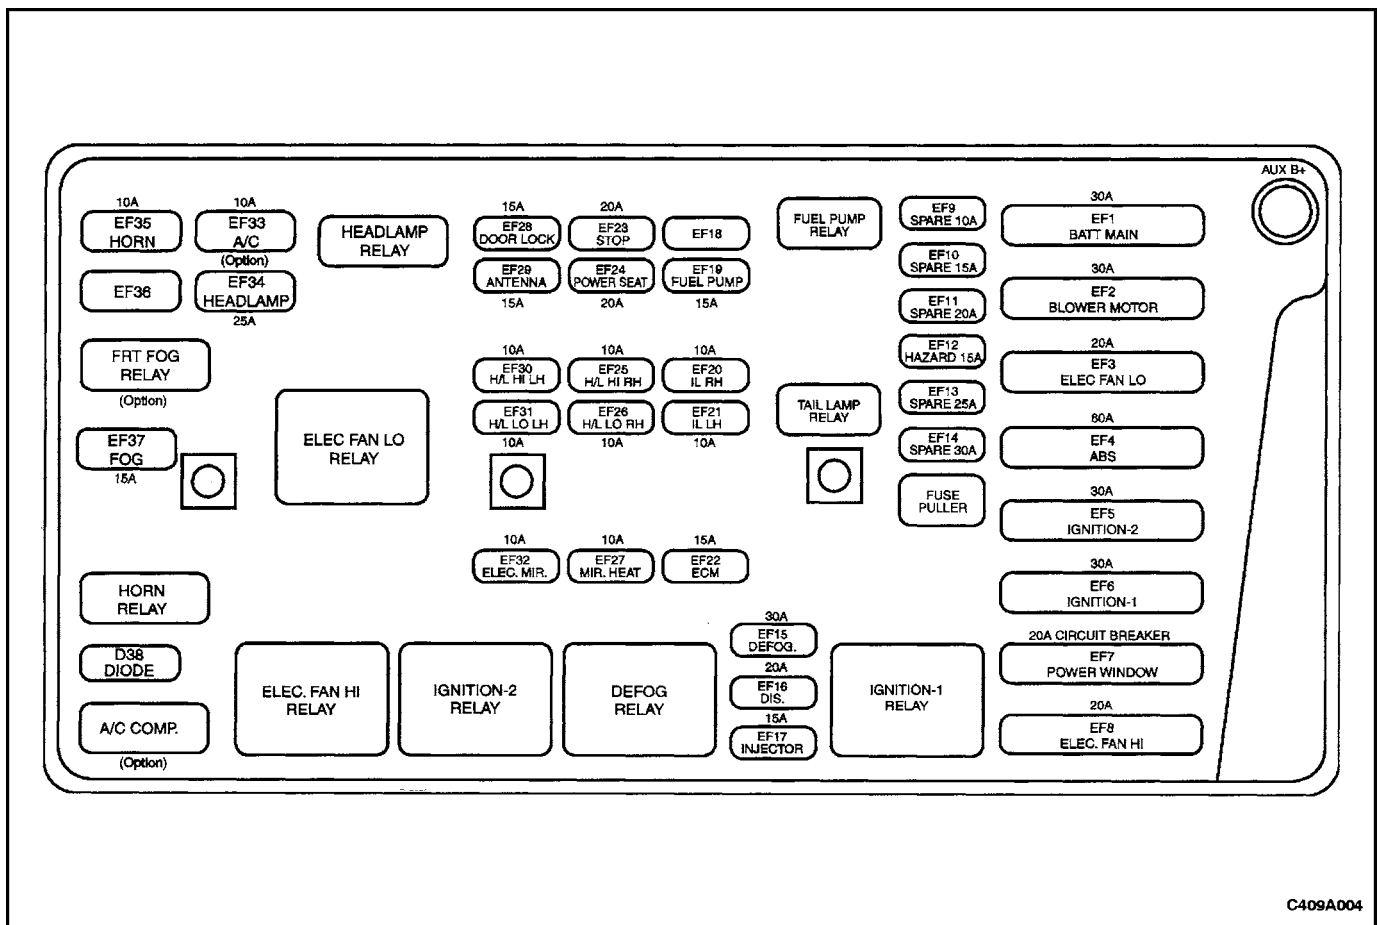 AUX B+
10A
EF35
HORN
10A
EF33
A/C
(Option)
HEADLAMP
RELAY
EF36
EF34
HEADLAMP
25A
FRT FOG
RELAY
(Option)
EF37
FOG
15A
ELEC FAN LO
RELAY
15A
EF28
DOOR LOCK
20A
EF23
STOP
EF18
EF29
ANTENNA
15A
EF24
POWER SEAT
20A
EF19
FUEL PUMP
15A
10A
EF30
H/L HI LH
10A
EF25
H/L HI RH
10A
EF20
IL RH
EF31
H/L LO LH
10A
EF26
H/L LO RH
10A
EF21
IL LH
10A
10A
EF32
ELEC. MIR.
10A
EF27
MIR. HEAT
15A
EF22
ECM
FUEL PUMP
RELAY
TAIL LAMP
RELAY
EF9
SPARE 10A
EF10
SPARE 15A
EF11
SPARE 20A
EF12
HAZARD 15A
EF13
SPARE 25A
EF14
SPARE 30A
FUSE
PULLER
30A
EF1
BATT MAIN
30A
EF2
BLOWER MOTOR
20A
EF3
ELEC FAN LO
60A
EF4
ABS
30A
EF5
IGNITION-2
30A
EF6
IGNITION-1
20A CIRCUIT BREAKER
EF7
POWER WINDOW
20A
EF8
ELEC. FAN HI
HORN
RELAY
D38
DIODE
A/C COMP.
(Option)
ELEC. FAN HI
RELAY
IGNITION-2
RELAY
DEFOG
RELAY
30A
EF15
DEFOG.
20A
EF16
DIS.
15A
EF17
INJECTOR
IGNITION-1
RELAY
C409A004